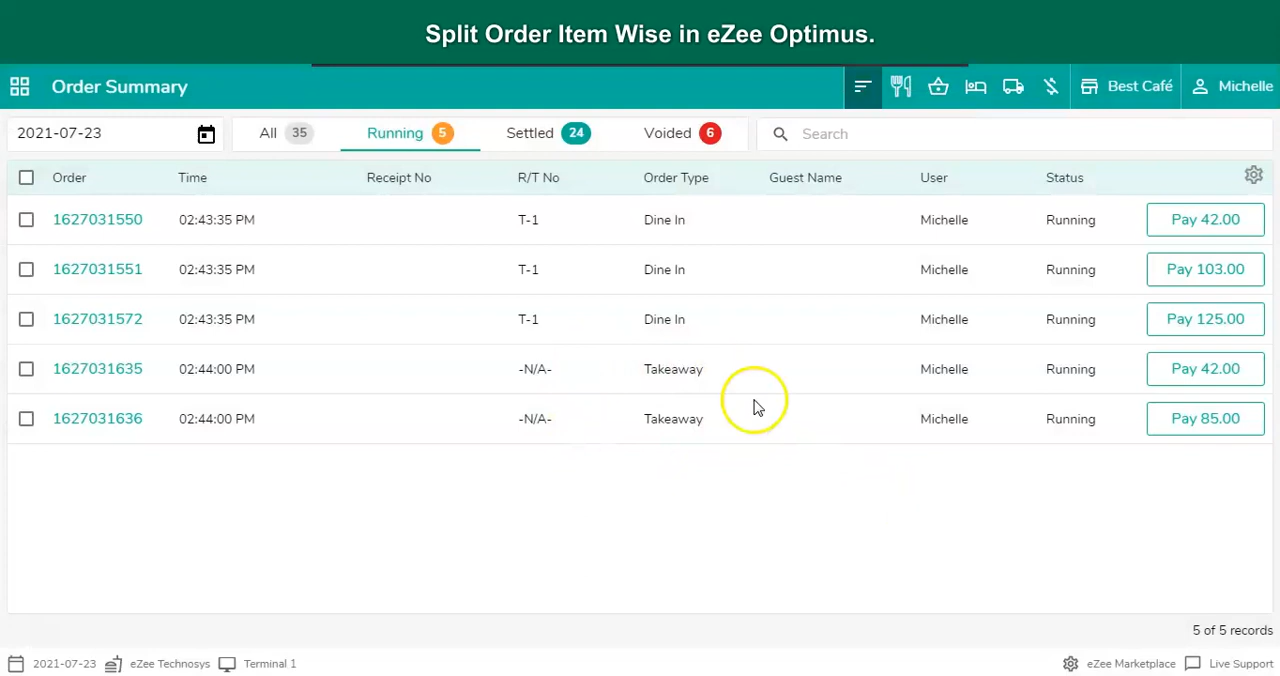 Split Order Item Wise in eZee Optimus.
Order Summary Best Café Michelle
2021-07-23 All 35 Running 5 Settled 24 Voided 6 Search
Order Time Receipt No R/T No Order Type Guest Name User Status
1627031550 02:43:35 PM T-1 Dine In Michelle Running Pay 42.00
1627031551 02:43:35 PM T-1 Dine In Michelle Running Pay 103.00
1627031572 02:43:35 PM T-1 Dine In Michelle Running Pay 125.00
1627031635 02:44:00 PM -N/A- Takeaway Michelle Running Pay 42.00
1627031636 02:44:00 PM -N/A- Takeaway Michelle Running Pay 85.00
5 of 5 records
2021-07-23 eZee Technosys Terminal 1 eZee Marketplace Live Support